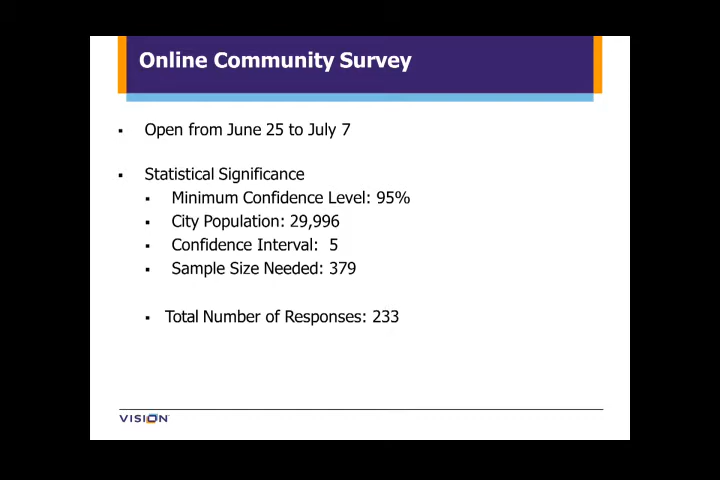 Online Community Survey
Open from June 25 to July 7
Statistical Significance
Minimum Confidence Level: 95%
City Population: 29,996
Confidence Interval:  5
Sample Size Needed: 379
Total Number of Responses: 233
VISION